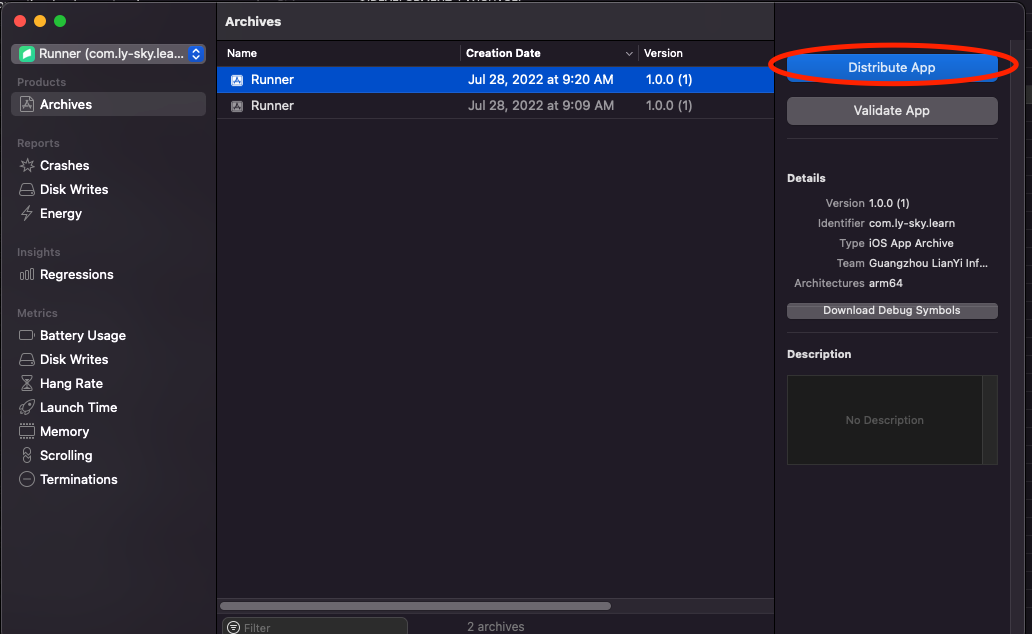 Archives
Runner (com.ly-sky.lea...
Products
Archives
Reports
Crashes
Disk Writes
Energy
Insights
Regressions
Metrics
Battery Usage
Disk Writes
Hang Rate
Launch Time
Memory
Scrolling
Terminations
Name Creation Date Version
Runner Jul 28, 2022 at 9:20 AM 1.0.0 (1)
Runner Jul 28, 2022 at 9:09 AM 1.0.0 (1)
Filter
2 archives
Distribute App
Validate App
Details
Version 1.0.0 (1)
Identifier com.ly-sky.learn
Type iOS App Archive
Team Guangzhou LianYi Inf...
Architectures arm64
Download Debug Symbols
Description
No Description